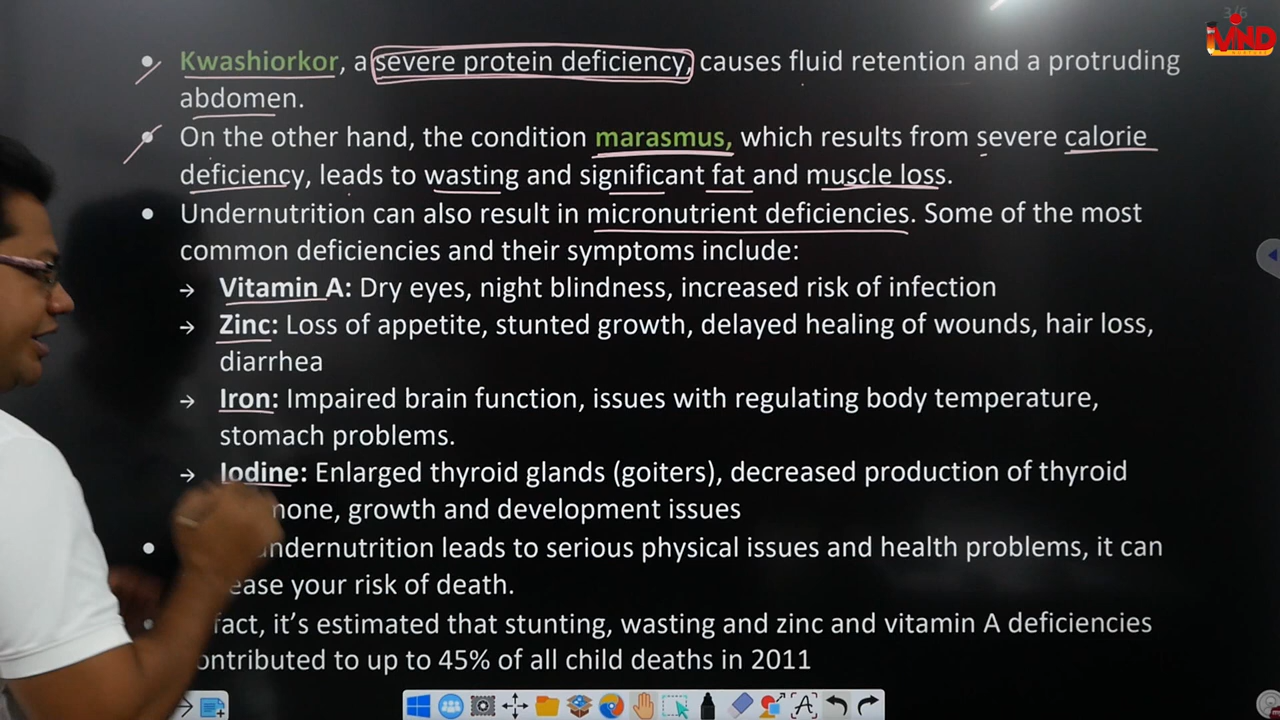 3/6
MIND
• Kwashiorkor, a severe protein deficiency, causes fluid retention and a protruding
abdomen.
• On the other hand, the condition marasmus, which results from severe calorie
deficiency, leads to wasting and significant fat and muscle loss.
• Undernutrition can also result in micronutrient deficiencies. Some of the most
common deficiencies and their symptoms include:
→ Vitamin A: Dry eyes, night blindness, increased risk of infection
→ Zinc: Loss of appetite, stunted growth, delayed healing of wounds, hair loss,
diarrhea
→ Iron: Impaired brain function, issues with regulating body temperature,
stomach problems.
→ Iodine: Enlarged thyroid glands (goiters), decreased production of thyroid
mone, growth and development issues
• ndernutrition leads to serious physical issues and health problems, it can
ease your risk of death.
• fact, it's estimated that stunting, wasting and zinc and vitamin A deficiencies
ontributed to up to 45% of all child deaths in 2011